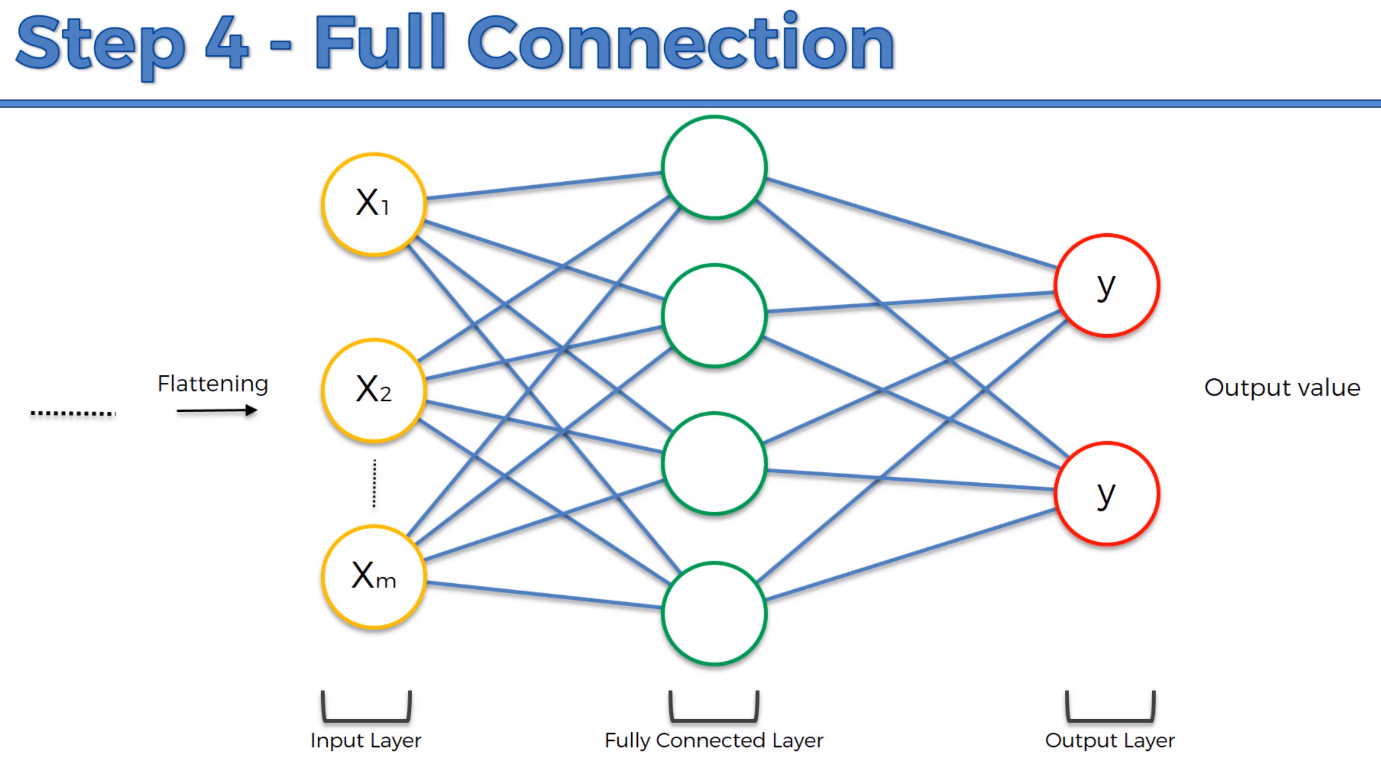 Step 4 - Full Connection
X1
X2
Xm
Flattening
y
y
Output value
Input Layer
Fully Connected Layer
Output Layer